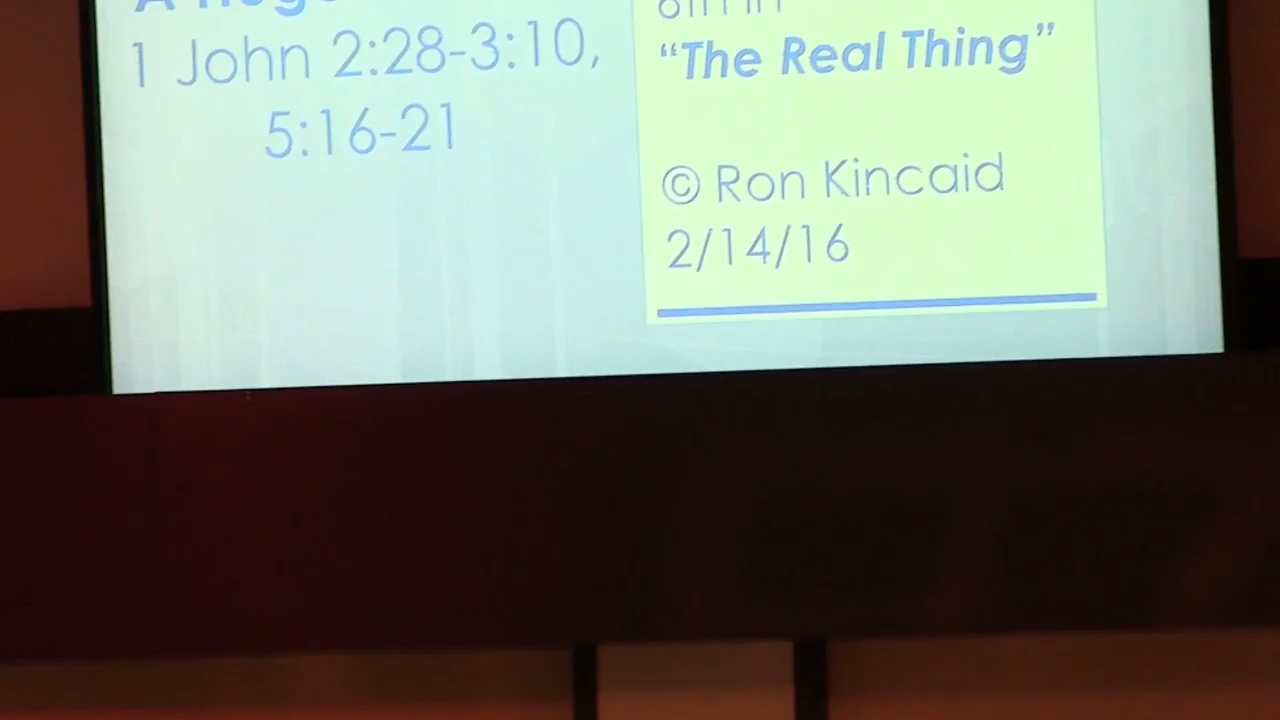 A
1 John 2:28-3:10,
5:16-21
“The Real Thing”
© Ron Kincaid
2/14/16